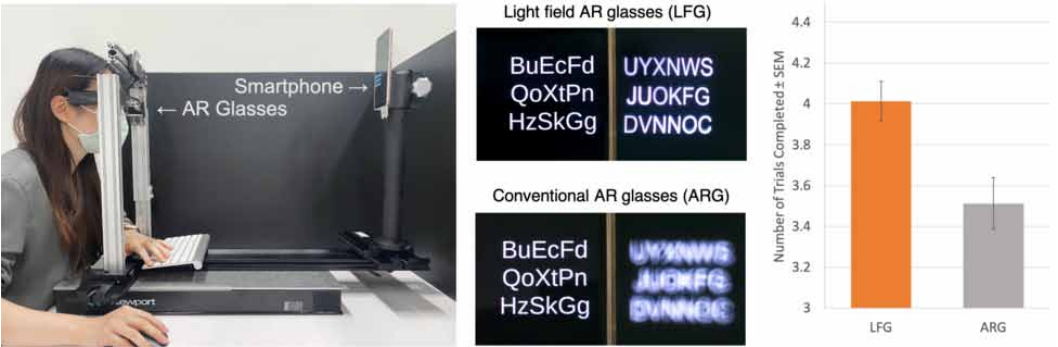 Smartphone →
← AR Glasses
Newport
Light field AR glasses (LFG)
BuEcFd UYXNWS
QoXtPn JUOKFG
HzSkGg DVNNOC
Conventional AR glasses (ARG)
BuEcFd
QoXtPn
HzSkGg
Number of Trials Completed ± SEM
4.4
4.2
4
3.8
3.6
3.4
3.2
3
LFG ARG